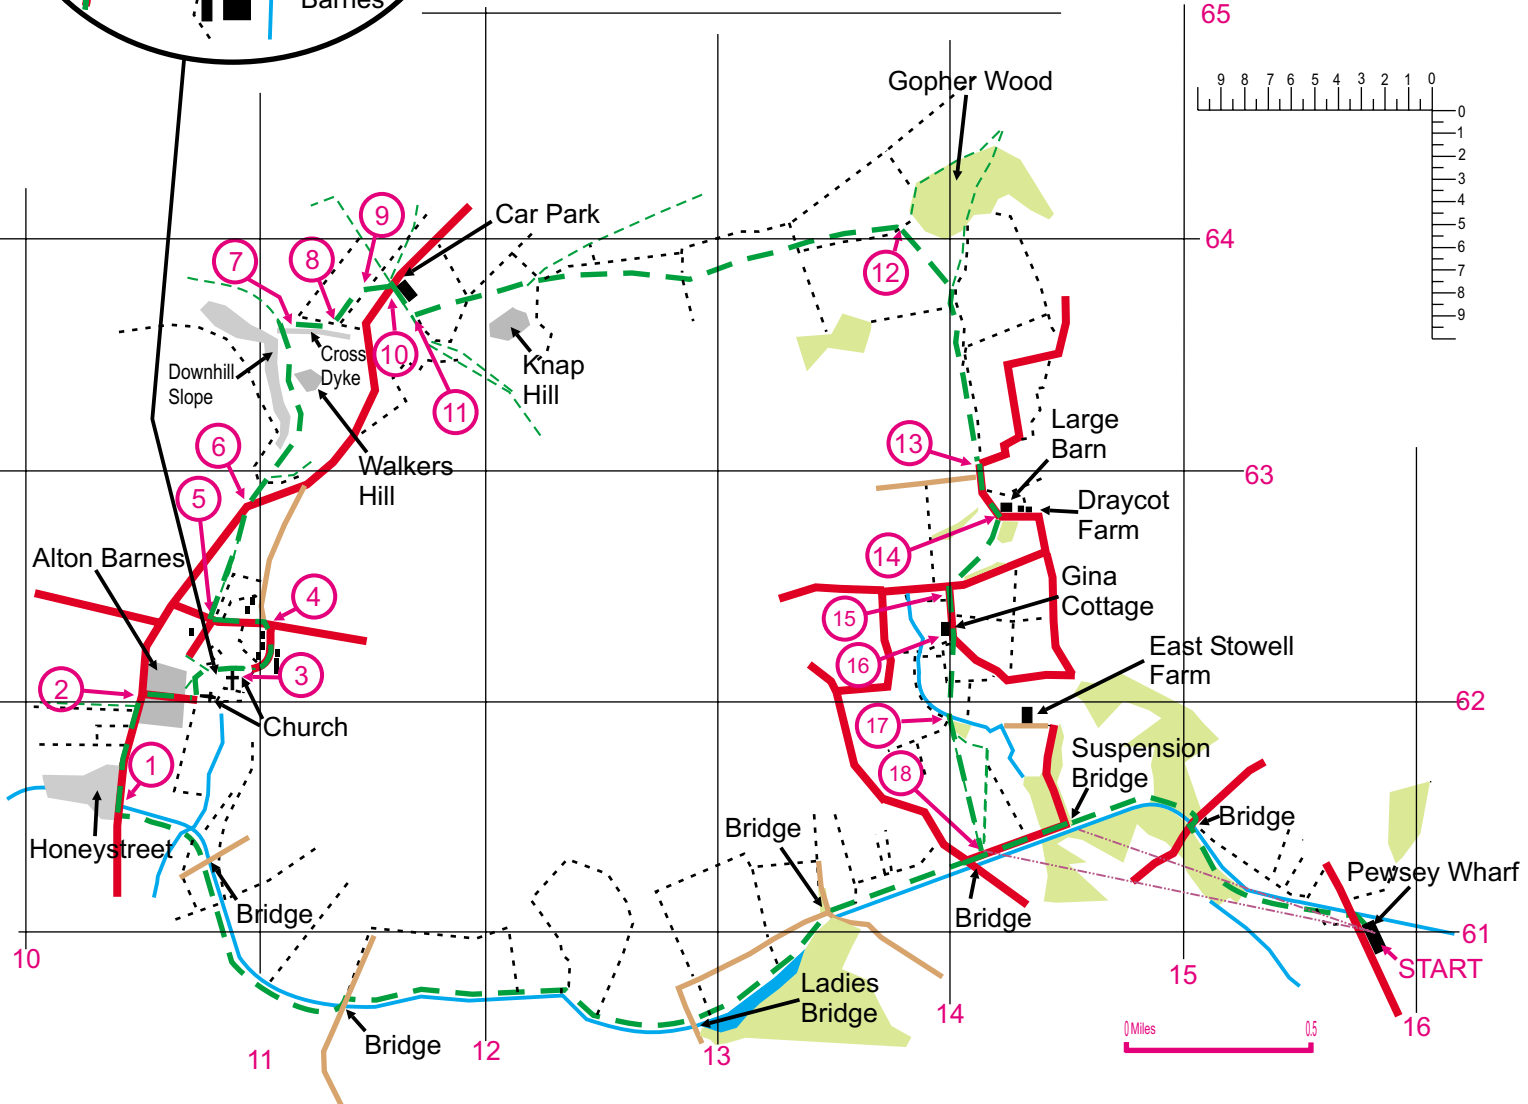 Barnes
65
9 8 7 6 5 4 3 2 1 0
0
1
2
3
4
5
6
7
8
9
Gopher Wood
Car Park
9
64
7
8
12
Cross
Dyke
10
Knap
Hill
Downhill
Slope
11
Large
Barn
13
6
Walkers
Hill
63
5
Draycot
Farm
14
Alton Barnes
Gina
Cottage
4
15
16
East Stowell
Farm
3
2
62
Church
17
Suspension
Bridge
1
18
Bridge
Bridge
Honeystreet
Pewsey Wharf
Bridge
Bridge
61
10
START
Ladies
Bridge
14
15
16
0 Miles
0.5
Bridge
11
12
13